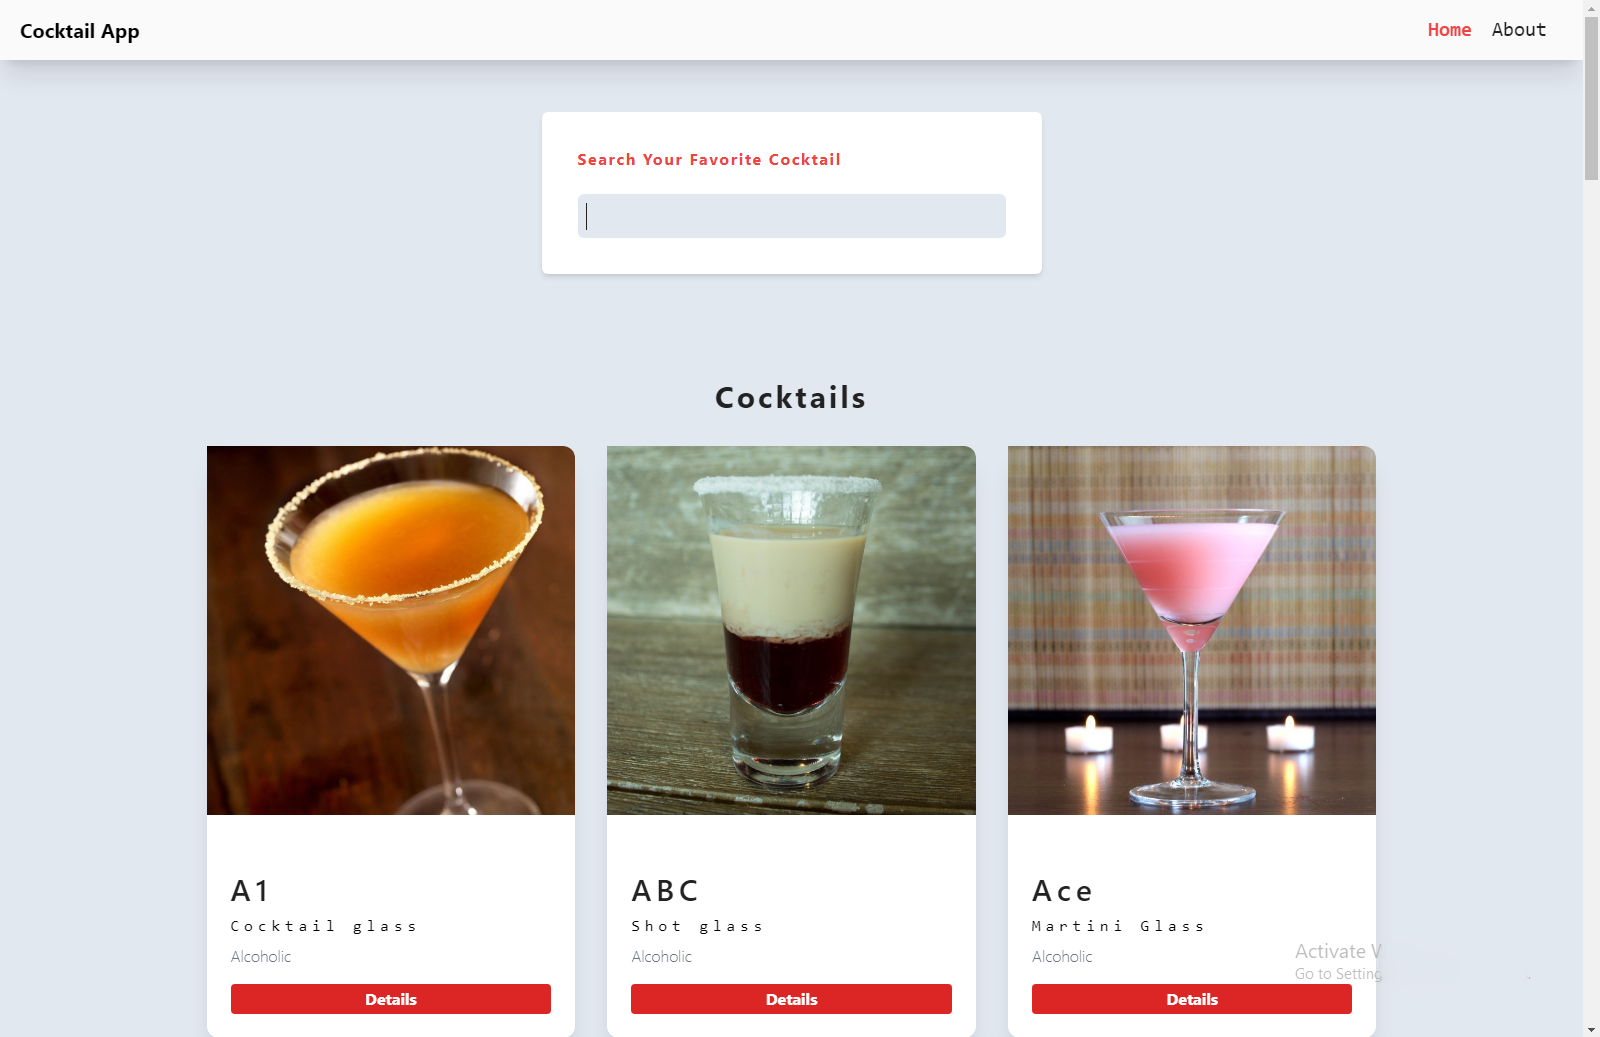 Cocktail App
Home About
Search Your Favorite Cocktail
Cocktails
A1
Cocktail glass
Alcoholic
Details
ABC
Shot glass
Alcoholic
Details
Ace
Martini Glass
Alcoholic
Details
Activate
Go to Setting